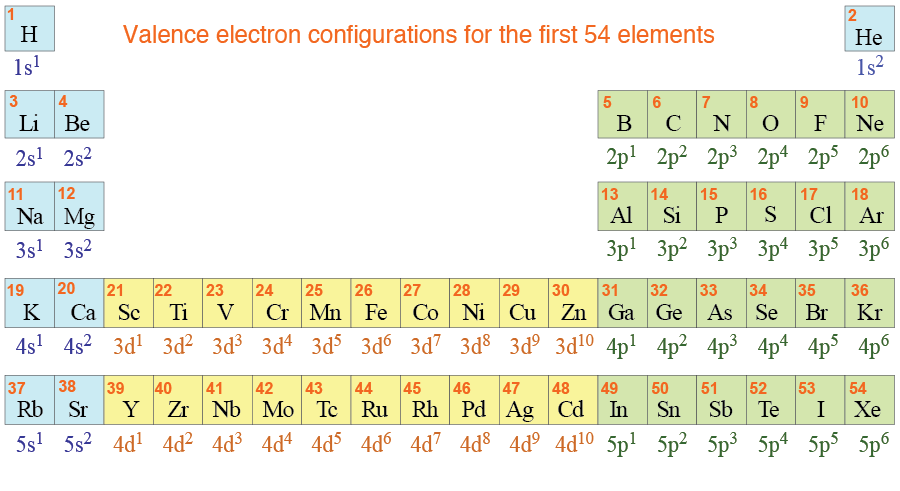 1 2
H Valence electron configurations for the first 54 elements He
1s¹ 1s²
3 4 5 6 7 8 9 10
Li Be B C N O F Ne
2s¹ 2s² 2p¹ 2p² 2p³ 2p⁴ 2p⁵ 2p⁶
11 12 13 14 15 16 17 18
Na Mg Al Si P S Cl Ar
3s¹ 3s² 3p¹ 3p² 3p³ 3p⁴ 3p⁵ 3p⁶
19 20 21 22 23 24 25 26 27 28 29 30 31 32 33 34 35 36
K Ca Sc Ti V Cr Mn Fe Co Ni Cu Zn Ga Ge As Se Br Kr
4s¹ 4s² 3d¹ 3d² 3d³ 3d⁴ 3d⁵ 3d⁶ 3d⁷ 3d⁸ 3d⁹ 3d¹⁰ 4p¹ 4p² 4p³ 4p⁴ 4p⁵ 4p⁶
37 38 39 40 41 42 43 44 45 46 47 48 49 50 51 52 53 54
Rb Sr Y Zr Nb Mo Tc Ru Rh Pd Ag Cd In Sn Sb Te I Xe
5s¹ 5s² 4d¹ 4d² 4d³ 4d⁴ 4d⁵ 4d⁶ 4d⁷ 4d⁸ 4d⁹ 4d¹⁰ 5p¹ 5p² 5p³ 5p⁴ 5p⁵ 5p⁶